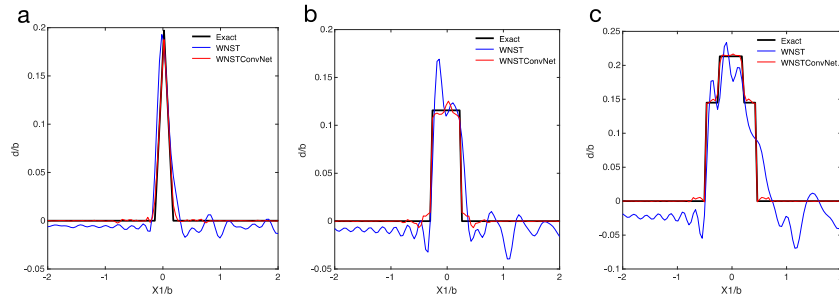 a
0.2
0.15
0.1
0.05
0
-0.05
-2
-1
0
1
2
d/b
X1/b
Exact
WNST
WNSTConvNet
b
0.2
0.15
0.1
0.05
0
-0.05
-2
-1
0
1
2
d/b
X1/b
Exact
WNST
WNSTConvNet
c
0.25
0.2
0.15
0.1
0.05
0
-0.05
-0.1
-2
-1
0
1
d/b
X1/b
Exact
WNST
WNSTConvNet.